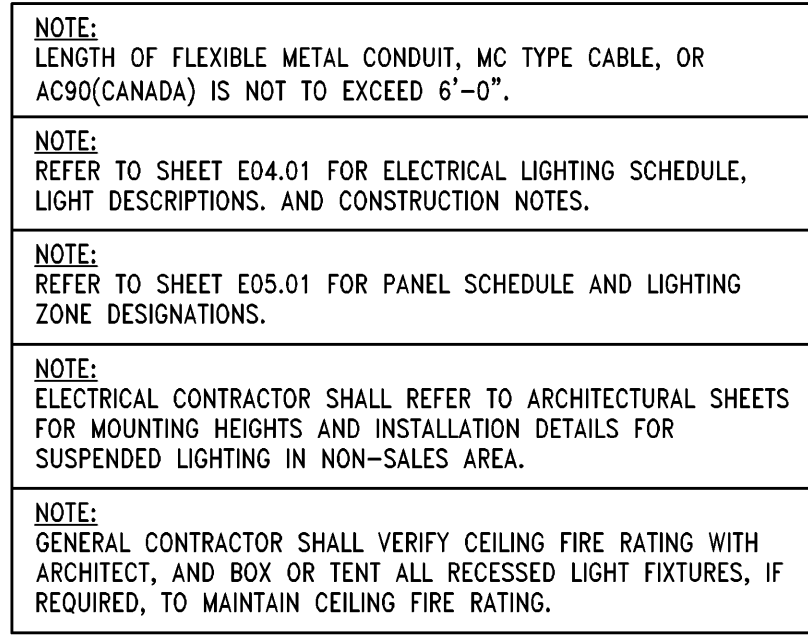 NOTE:
LENGTH OF FLEXIBLE METAL CONDUIT, MC TYPE CABLE, OR
AC90(CANADA) IS NOT TO EXCEED 6'-0".
NOTE:
REFER TO SHEET E04.01 FOR ELECTRICAL LIGHTING SCHEDULE,
LIGHT DESCRIPTIONS. AND CONSTRUCTION NOTES.
NOTE:
REFER TO SHEET E05.01 FOR PANEL SCHEDULE AND LIGHTING
ZONE DESIGNATIONS.
NOTE:
ELECTRICAL CONTRACTOR SHALL REFER TO ARCHITECTURAL SHEETS
FOR MOUNTING HEIGHTS AND INSTALLATION DETAILS FOR
SUSPENDED LIGHTING IN NON-SALES AREA.
NOTE:
GENERAL CONTRACTOR SHALL VERIFY CEILING FIRE RATING WITH
ARCHITECT, AND BOX OR TENT ALL RECESSED LIGHT FIXTURES, IF
REQUIRED, TO MAINTAIN CEILING FIRE RATING.